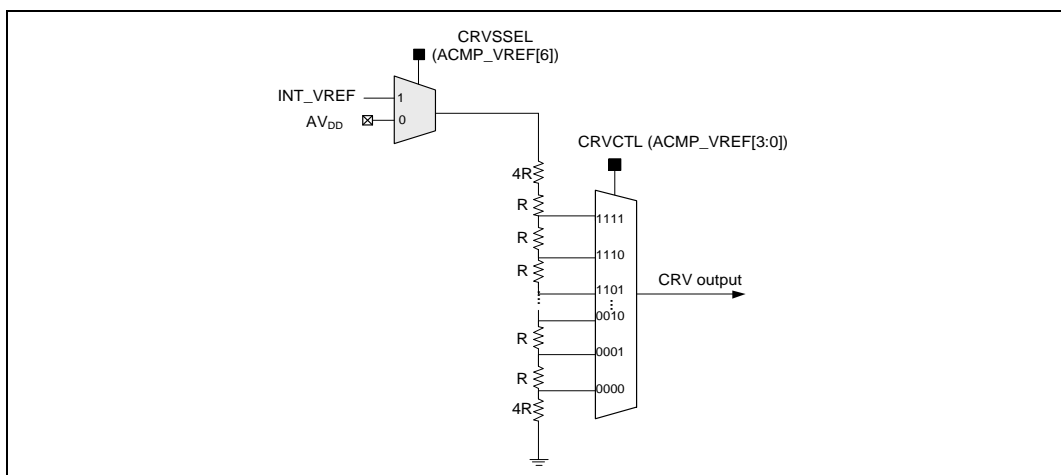 CRVSSEL
(ACMP_VREF[6])
INT_VREF
1
AVDD
0
CRVCTL (ACMP_VREF[3:0])
4R
R
1111
R
1110
R
1101
CRV output
0010
R
0001
R
0000
4R